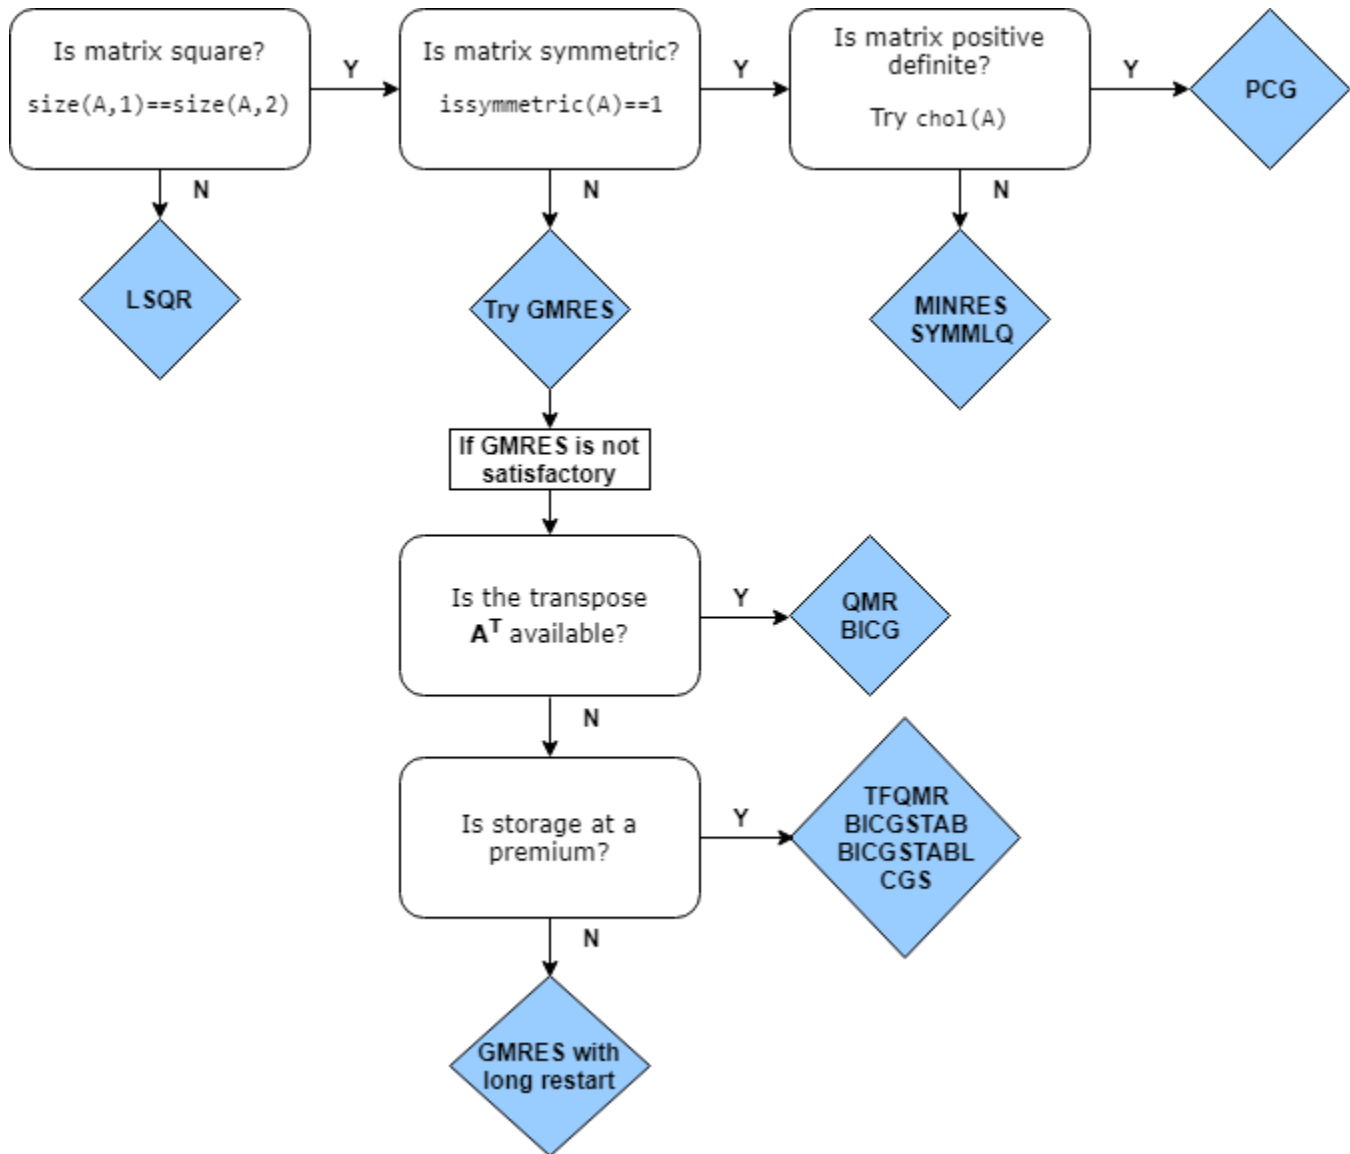 Is matrix square?
size(A,1)==size(A,2)
Y
Is matrix symmetric?
issymmetric(A)==1
Y
Is matrix positive
definite?
Try chol(A)
Y
PCG
N
N
N
LSQR
Try GMRES
MINRES
SYMMLQ
If GMRES is not
satisfactory
Is the transpose
Aᵀ available?
Y
QMR
BICG
N
Is storage at a
premium?
Y
TFQMR
BICGSTAB
BICGSTABL
CGS
N
GMRES with
long restart